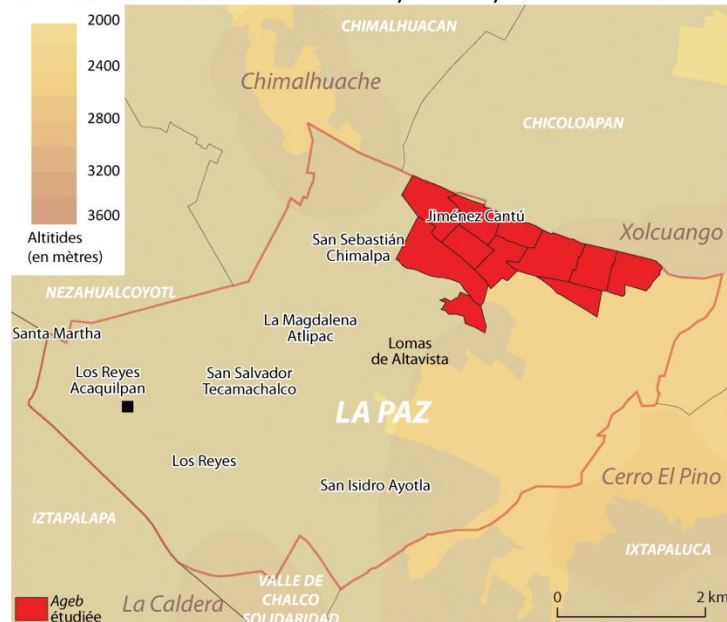 2000
2400
2800
3200
3600
Altitides
(en mètres)
CHIMALHUACAN
Chimalhuache
CHICOLOAPAN
Jiménez Cantú
San Sebastián
Chimalpa
Xolcuango
NEZAHUALCOYOTL
Santa Martha
La Magdalena
Atlipac
Lomas
de Altavista
Los Reyes
Acaquilpan
San Salvador
Tecamachalco
LA PAZ
Los Reyes
San Isidro Ayotla
Cerro El Pino
IZTAPALAPA
IXTAPALUCA
La Caldera
VALLE DE
CHALCO
SOLIDARIDAD
Ageb
étudiée
0 2 km